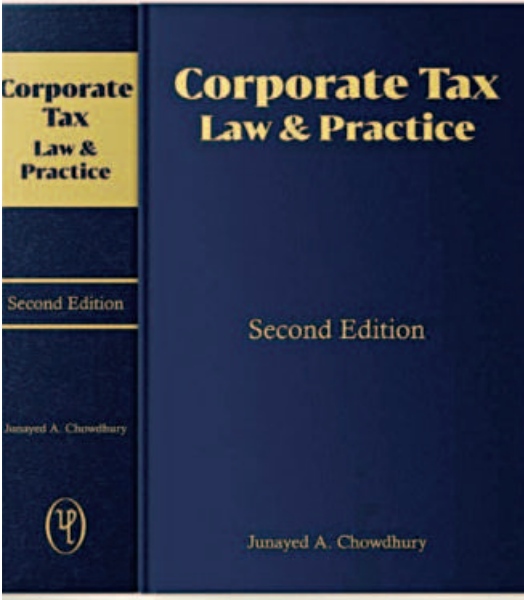 Corporate
Tax
Law &
Practice
Second Edition
Junayed A. Chowdhury
Corporate Tax
Law & Practice
Second Edition
Junayed A. Chowdhury